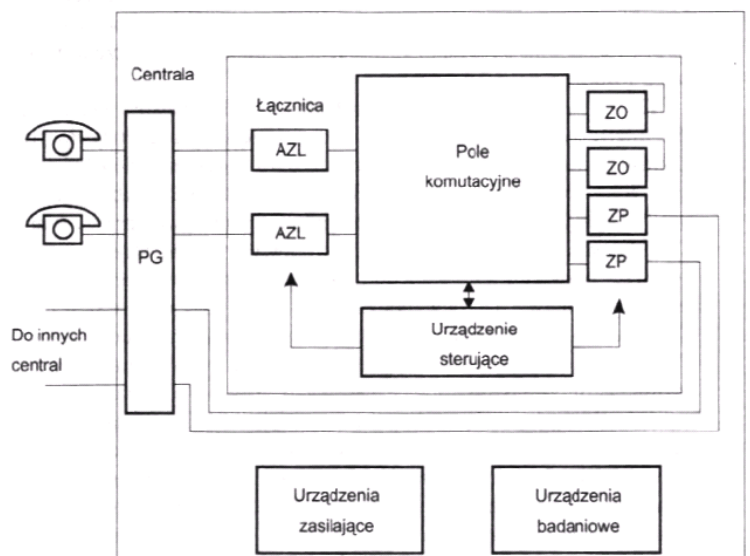 Centrala
Łącznica
AZL
Pole
komutacyjne
ZO
ZO
AZL
ZP
PG
ZP
Do innych
central
Urządzenie
sterujące
Urządzenia
zasilające
Urządzenia
badaniowe